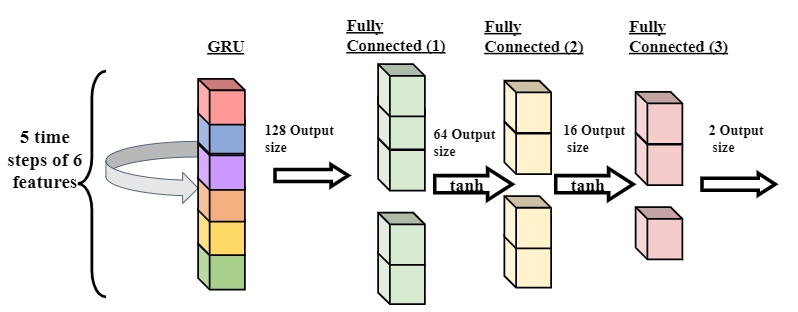 5 time
steps of 6
features
GRU
128 Output
size
Fully
Connected (1)
64 Output
size
tanh
Fully
Connected (2)
16 Output
size
tanh
Fully
Connected (3)
2 Output
size